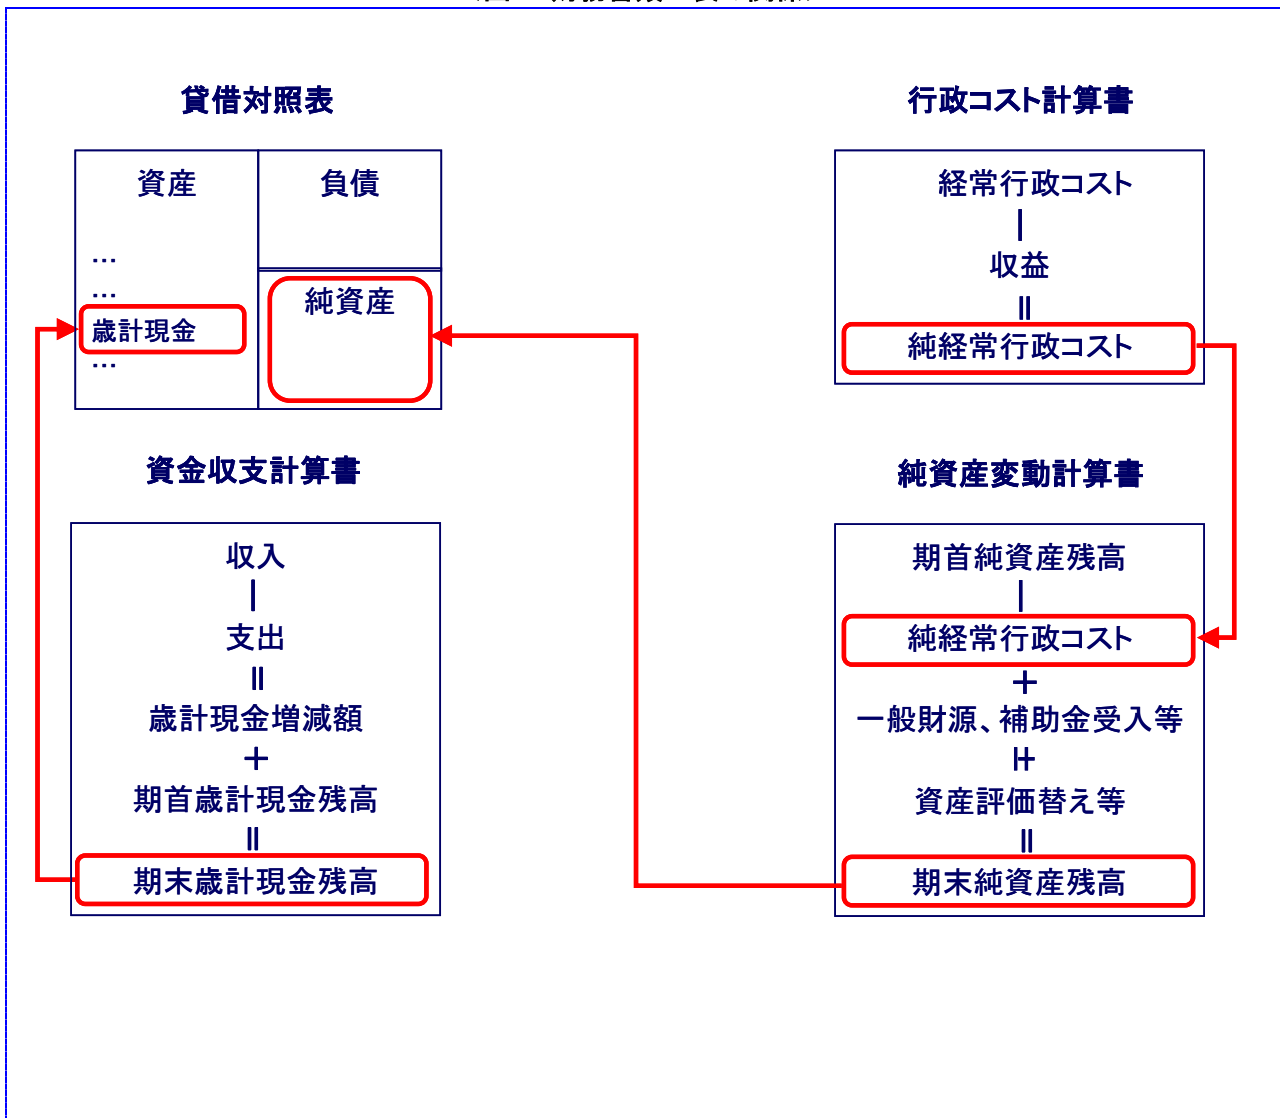 貸借対照表
資産
負債
…
…
歳計現金
…
純資産
行政コスト計算書
経常行政コスト
｜
収益
||
純経常行政コスト
資金収支計算書
収入
｜
支出
||
歳計現金増減額
＋
期首歳計現金残高
||
期末歳計現金残高
純資産変動計算書
期首純資産残高
｜
純経常行政コスト
＋
一般財源、補助金受入等
|+
資産評価替え等
||
期末純資産残高